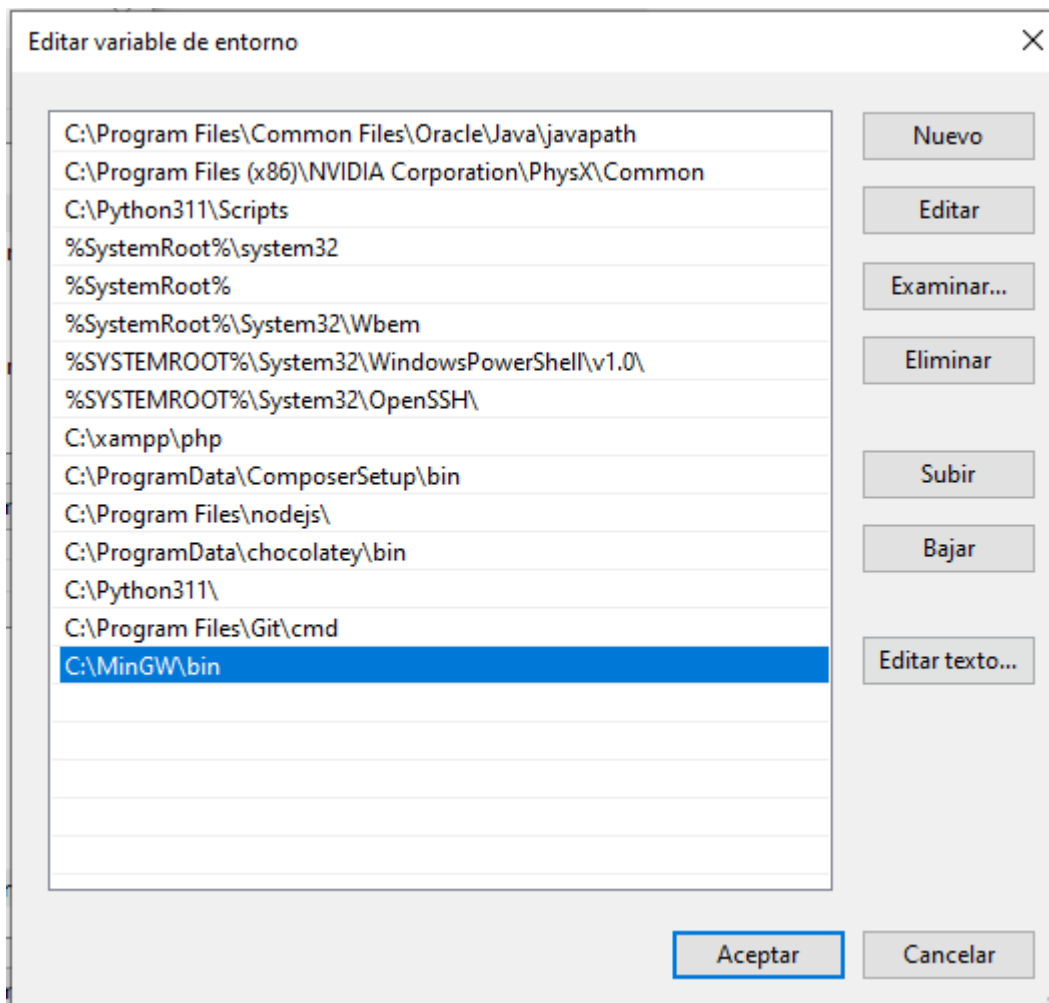 Editar variable de entorno
C:\Program Files\Common Files\Oracle\Java\javapath
C:\Program Files (x86)\NVIDIA Corporation\PhysX\Common
C:\Python311\Scripts
%SystemRoot%\system32
%SystemRoot%
%SystemRoot%\System32\Wbem
%SYSTEMROOT%\System32\WindowsPowerShell\v1.0\
%SYSTEMROOT%\System32\OpenSSH\
C:\xampp\php
C:\ProgramData\ComposerSetup\bin
C:\Program Files\nodejs\
C:\ProgramData\chocolatey\bin
C:\Python311\
C:\Program Files\Git\cmd
C:\MinGW\bin
Nuevo
Editar
Examinar...
Eliminar
Subir
Bajar
Editar texto...
Aceptar
Cancelar